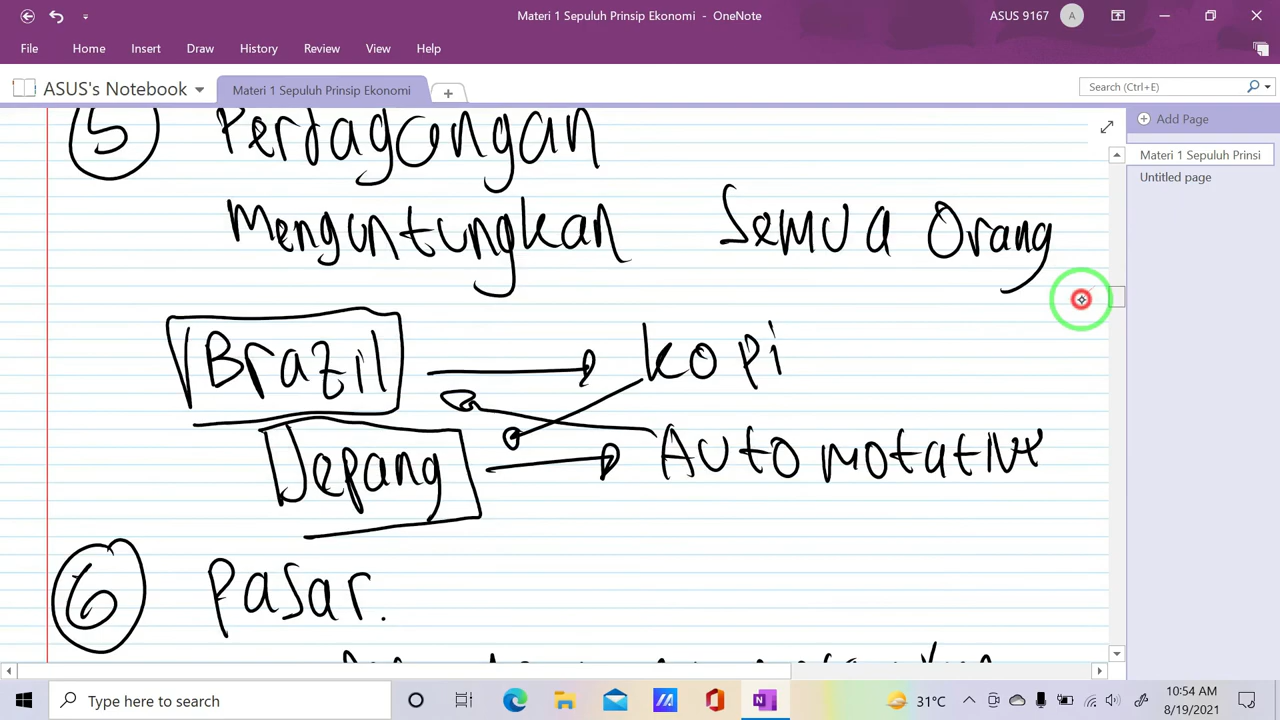 Materi 1 Sepuluh Prinsip Ekonomi - OneNote
ASUS 9167
A
File Home Insert Draw History Review View Help
ASUS's Notebook
Materi 1 Sepuluh Prinsip Ekonomi
Search (Ctrl+E)
Add Page
Materi 1 Sepuluh Prinsi
Untitled page
5 Perdagangan
Menguntungkan Semua Orang
Brazil kopi
Jepang Automotative
6 Pasar.
Type here to search
31°C
10:54 AM
8/19/2021